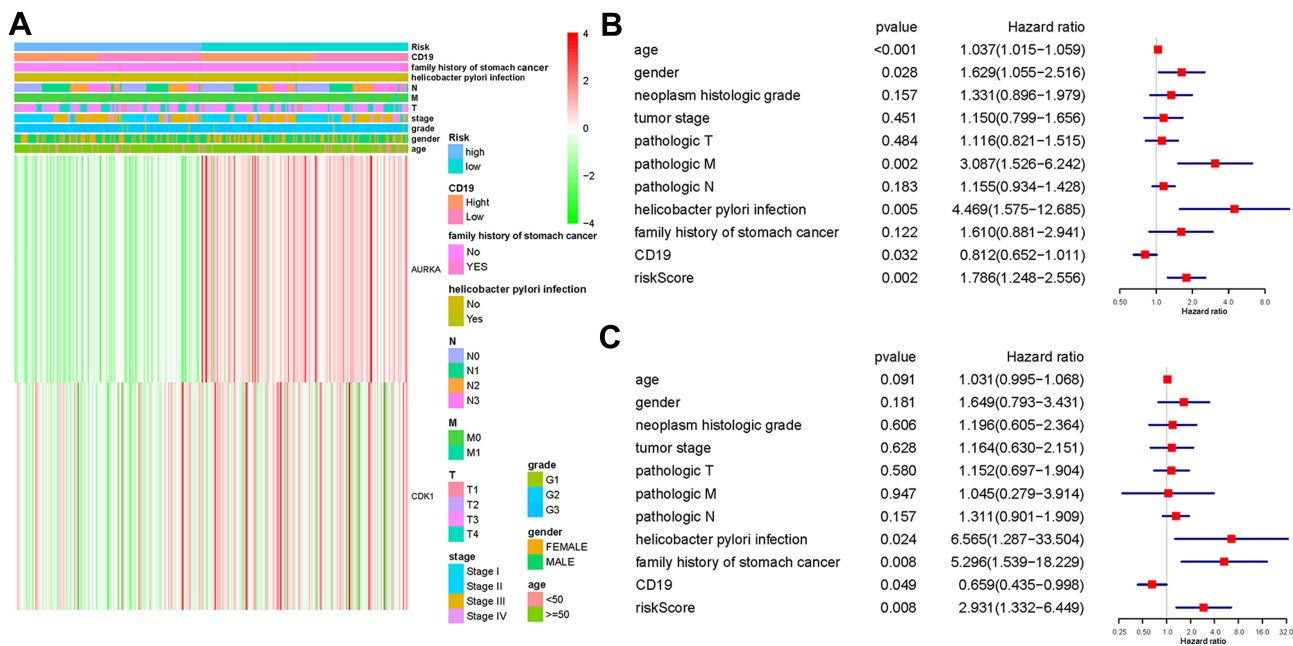 A
Risk
CD19
family history of stomach cancer
helicobacter pylori infection
N
M
T
stage
grade
gender
age
AURKA
CDK1
4
2
0
−2
−4
Risk
high
low
CD19
Hight
Low
family history of stomach cancer
No
YES
helicobacter pylori infection
No
Yes
N
N0
N1
N2
N3
M
M0
M1
T
T1
T2
T3
T4
stage
Stage I
Stage II
Stage III
Stage IV
grade
G1
G2
G3
gender
FEMALE
MALE
age
<50
>=50
B
pvalue Hazard ratio
age <0.001 1.037(1.015−1.059)
gender 0.028 1.629(1.055−2.516)
neoplasm histologic grade 0.157 1.331(0.896−1.979)
tumor stage 0.451 1.150(0.799−1.656)
pathologic T 0.484 1.116(0.821−1.515)
pathologic M 0.002 3.087(1.526−6.242)
pathologic N 0.183 1.155(0.934−1.428)
helicobacter pylori infection 0.005 4.469(1.575−12.685)
family history of stomach cancer 0.122 1.610(0.881−2.941)
CD19 0.032 0.812(0.652−1.011)
riskScore 0.002 1.786(1.248−2.556)
0.50 1.0 2.0 4.0 8.0
Hazard ratio
C
pvalue Hazard ratio
age 0.091 1.031(0.995−1.068)
gender 0.181 1.649(0.793−3.431)
neoplasm histologic grade 0.606 1.196(0.605−2.364)
tumor stage 0.628 1.164(0.630−2.151)
pathologic T 0.580 1.152(0.697−1.904)
pathologic M 0.947 1.045(0.279−3.914)
pathologic N 0.157 1.311(0.901−1.909)
helicobacter pylori infection 0.024 6.565(1.287−33.504)
family history of stomach cancer 0.008 5.296(1.539−18.229)
CD19 0.049 0.659(0.435−0.998)
riskScore 0.008 2.931(1.332−6.449)
0.25 0.50 1.0 2.0 4.0 8.0 16.0 32.0
Hazard ratio